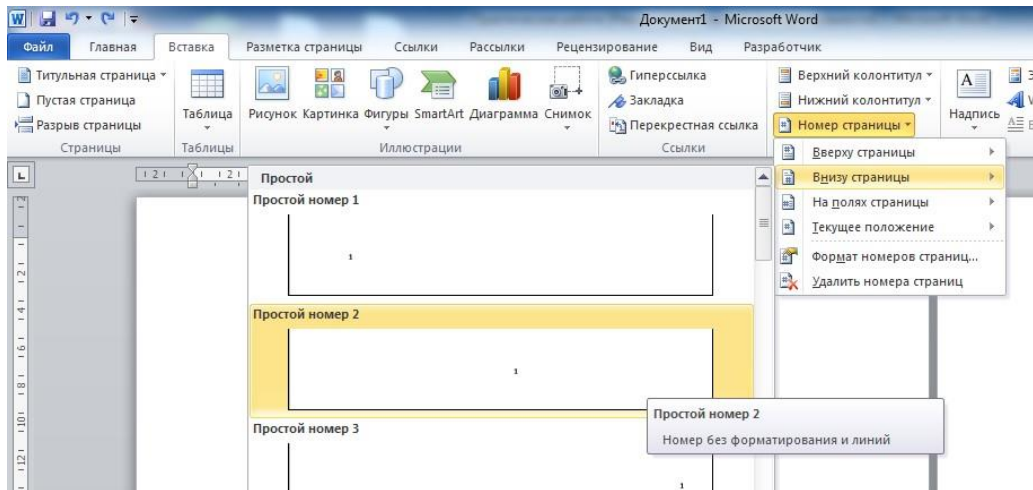 Документ1 - Microsoft Word
Файл Главная Вставка Разметка страницы Ссылки Рассылки Рецензирование Вид Разработчик
Титульная страница
Пустая страница
Разрыв страницы
Страницы
Таблица
Таблицы
Рисунок Картинка Фигуры SmartArt Диаграмма Снимок
Иллюстрации
Гиперссылка
Закладка
Перекрестная ссылка
Ссылки
Верхний колонтитул
Нижний колонтитул
Номер страницы
Надпись
Вверху страницы
Внизу страницы
На полях страницы
Текущее положение
Формат номеров страниц...
Удалить номера страниц
Простой
Простой номер 1
1
Простой номер 2
1
Простой номер 2
Номер без форматирования и линий
Простой номер 3
1